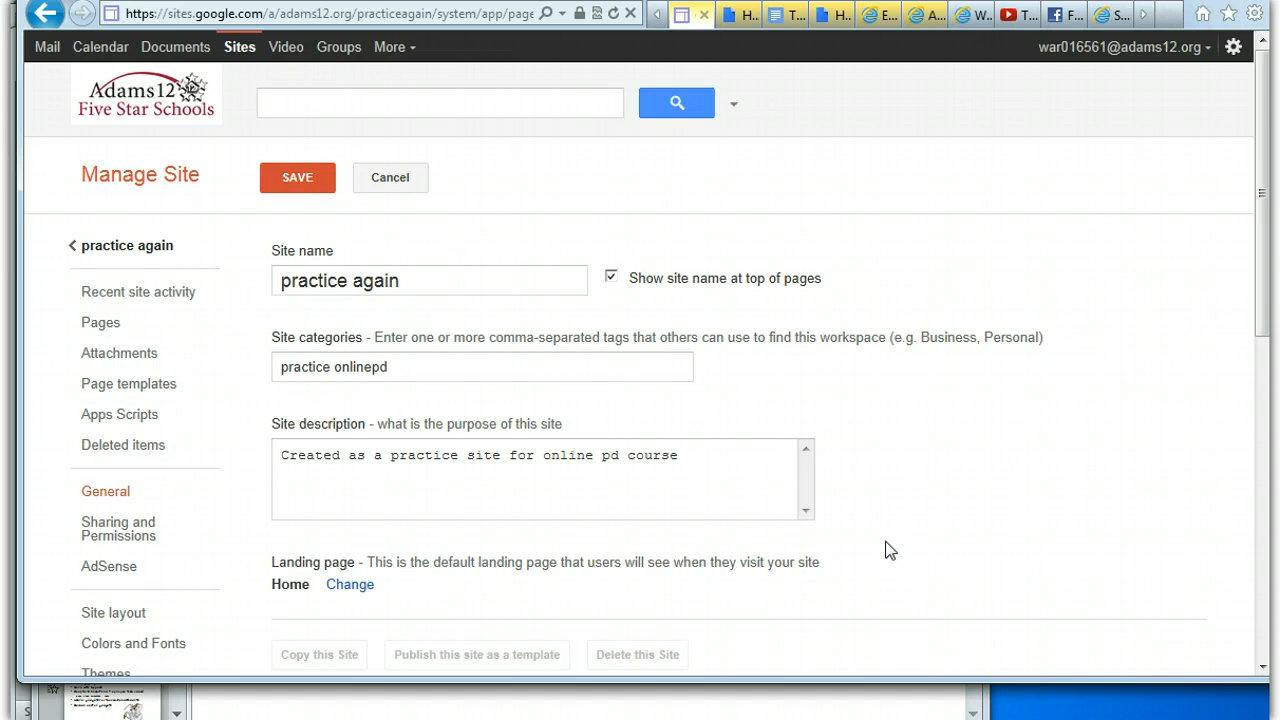 https://sites.google.com/a/adams12.org/practiceagain/system/app/page
H...
T...
H...
E...
A...
W...
T...
F...
S...
Mail Calendar Documents Sites Video Groups More
war016561@adams12.org
Adams12
Five Star Schools
Manage Site
SAVE
Cancel
practice again
Recent site activity
Pages
Attachments
Page templates
Apps Scripts
Deleted items
General
Sharing and
Permissions
AdSense
Site layout
Colors and Fonts
Themes
Site name
practice again
Show site name at top of pages
Site categories - Enter one or more comma-separated tags that others can use to find this workspace (e.g. Business, Personal)
practice onlinepd
Site description - what is the purpose of this site
Created as a practice site for online pd course
Landing page - This is the default landing page that users will see when they visit your site
Home Change
Copy this Site
Publish this site as a template
Delete this Site